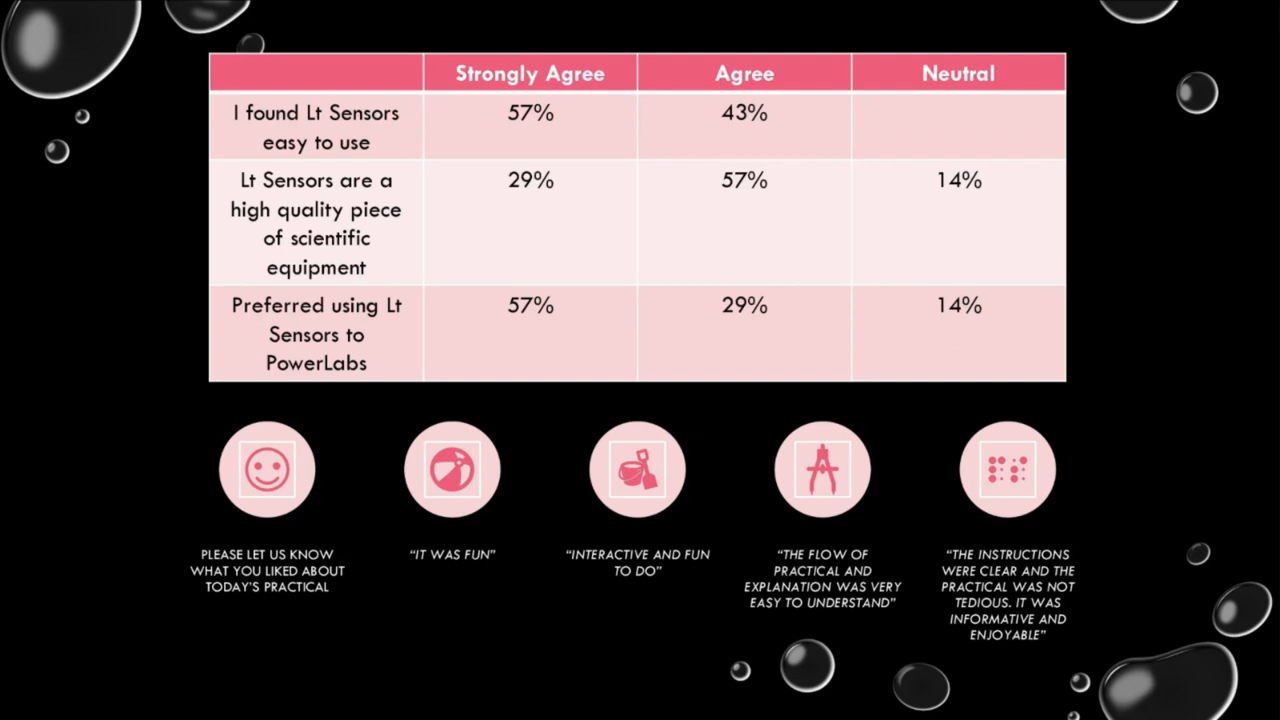 Strongly Agree
Agree
Neutral
I found Lt Sensors
easy to use
57%
43%
Lt Sensors are a
high quality piece
of scientific
equipment
29%
57%
14%
Preferred using Lt
Sensors to
PowerLabs
57%
29%
14%
PLEASE LET US KNOW
WHAT YOU LIKED ABOUT
TODAY'S PRACTICAL
“IT WAS FUN”
“INTERACTIVE AND FUN
TO DO”
“THE FLOW OF
PRACTICAL AND
EXPLANATION WAS VERY
EASY TO UNDERSTAND”
“THE INSTRUCTIONS
WERE CLEAR AND THE
PRACTICAL WAS NOT
TEDIOUS. IT WAS
INFORMATIVE AND
ENJOYABLE”